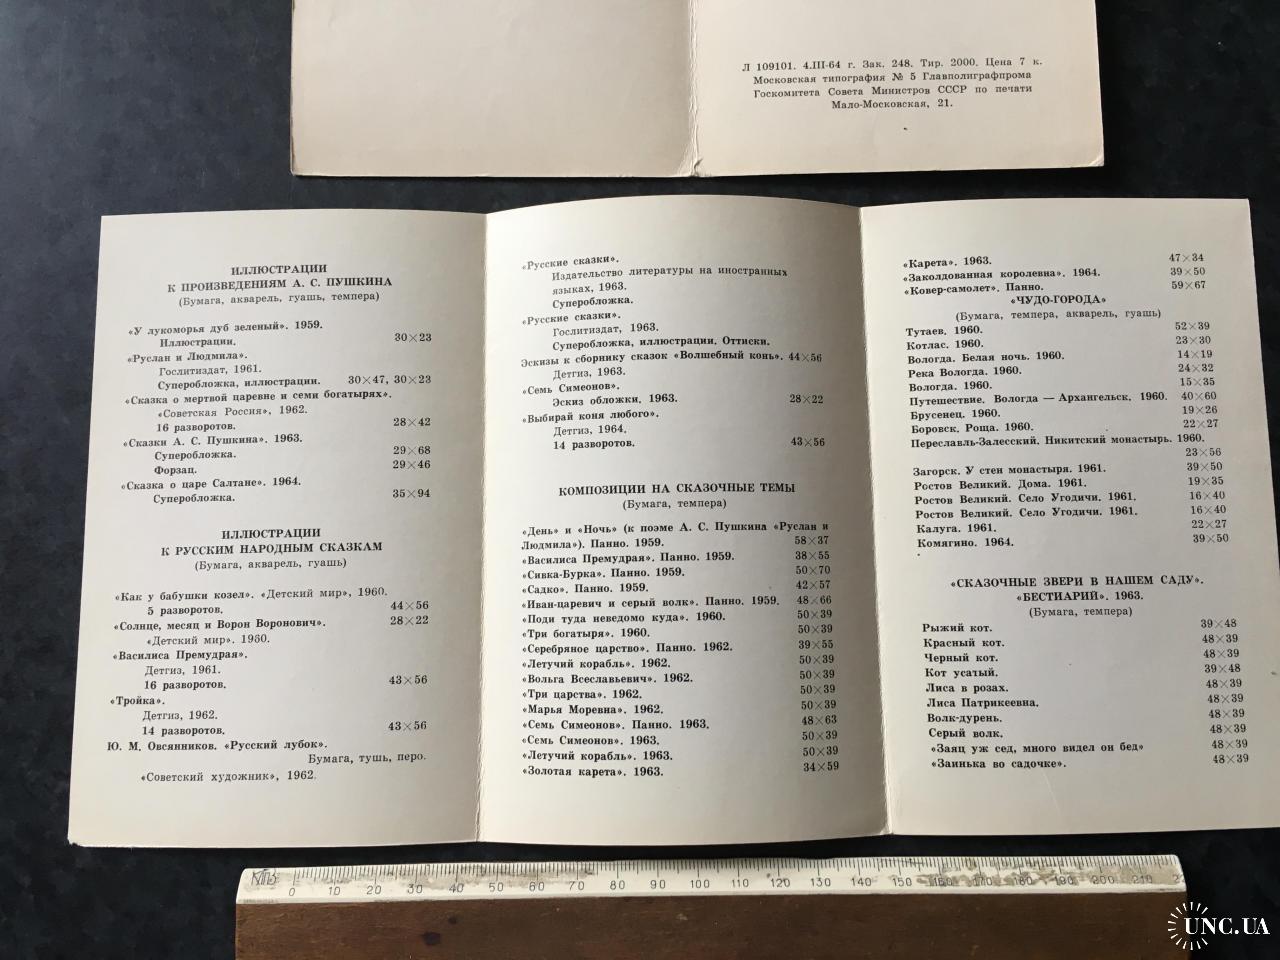 Л 109101. 4.III-64 г. Зак. 248. Тир. 2000. Цена 7 к.
Московская типография № 5 Главполиграфпрома
Госкомитета Совета Министров СССР по печати
Мало-Московская, 21.
ИЛЛЮСТРАЦИИ
К ПРОИЗВЕДЕНИЯМ А. С. ПУШКИНА
(Бумага, акварель, гуашь, темпера)
«У лукоморья дуб зеленый». 1959.
Иллюстрации. 30×23
«Руслан и Людмила».
Гослитиздат, 1961.
Суперобложка, иллюстрации. 30×47, 30×23
«Сказка о мертвой царевне и семи богатырях».
«Советская Россия», 1962.
16 разворотов. 28×42
«Сказки А. С. Пушкина». 1963.
Суперобложка. 29×68
Форзац. 29×46
«Сказка о царе Салтане». 1964.
Суперобложка. 35×94
ИЛЛЮСТРАЦИИ
К РУССКИМ НАРОДНЫМ СКАЗКАМ
(Бумага, акварель, гуашь)
«Как у бабушки козел». «Детский мир», 1960.
5 разворотов. 44×56
«Солнце, месяц и Ворон Воронович». 28×22
«Детский мир». 1960.
«Василиса Премудрая».
Детгиз, 1961.
16 разворотов. 43×56
«Тройка».
Детгиз, 1962.
14 разворотов. 43×56
Ю. М. Овсянников. «Русский лубок».
Бумага, тушь, перо.
«Советский художник», 1962.
«Русские сказки».
Издательство литературы на иностранных
языках, 1963.
Суперобложка.
«Русские сказки».
Гослитиздат, 1963.
Суперобложка, иллюстрации. Оттиски.
Эскизы к сборнику сказок «Волшебный конь». 44×56
Детгиз, 1963.
«Семь Симеонов».
Эскиз обложки. 1963. 28×22
«Выбирай коня любого».
Детгиз, 1964.
14 разворотов. 43×56
КОМПОЗИЦИИ НА СКАЗОЧНЫЕ ТЕМЫ
(Бумага, темпера)
«День» и «Ночь» (к поэме А. С. Пушкина «Руслан и
Людмила»). Панно. 1959. 58×37
«Василиса Премудрая». Панно. 1959. 38×55
«Сивка-Бурка». Панно. 1959. 50×70
«Садко». Панно. 1959. 42×57
«Иван-царевич и серый волк». Панно. 1959. 48×66
«Поди туда неведомо куда». 1960. 50×39
«Три богатыря». 1960. 50×39
«Серебряное царство». Панно. 1962. 39×55
«Летучий корабль». 1962. 50×39
«Вольга Всеславьевич». 1962. 50×39
«Три царства». 1962. 50×39
«Марья Моревна». 1962. 50×39
«Семь Симеонов». Панно. 1963. 48×63
«Семь Симеонов». 1963. 50×39
«Летучий корабль». 1963. 50×39
«Золотая карета». 1963. 34×59
«Карета». 1963. 47×34
«Заколдованная королевна». 1964. 39×50
«Ковер-самолет». Панно. 59×67
«ЧУДО-ГОРОДА»
(Бумага, темпера, акварель, гуашь)
Тутаев. 1960. 52×39
Котлас. 1960. 23×30
Вологда. Белая ночь. 1960. 14×19
Река Вологда. 1960. 24×32
Вологда. 1960. 15×35
Путешествие. Вологда — Архангельск. 1960. 40×60
Брусенец. 1960. 19×26
Боровск. Роща. 1960. 22×27
Переславль-Залесский. Никитский монастырь. 1960.
23×56
Загорск. У стен монастыря. 1961. 39×50
Ростов Великий. Дома. 1961. 19×35
Ростов Великий. Село Угодичи. 1961. 16×40
Ростов Великий. Село Угодичи. 1961. 16×40
Калуга. 1961. 22×27
Комягино. 1964. 39×50
«СКАЗОЧНЫЕ ЗВЕРИ В НАШЕМ САДУ».
«БЕСТИАРИЙ». 1963.
(Бумага, темпера)
Рыжий кот. 39×48
Красный кот. 48×39
Черный кот. 48×39
Кот усатый. 39×48
Лиса в розах. 48×39
Лиса Патрикеевна. 48×39
Волк-дурень. 48×39
Серый волк. 48×39
«Заяц уж сед, много видел он бед» 48×39
«Заинька во садочке». 48×39
0 10 20 30 40 50 60 70 80 90 100 110 120 130 140 150 160 170 180 190 200 210
UNC.UA